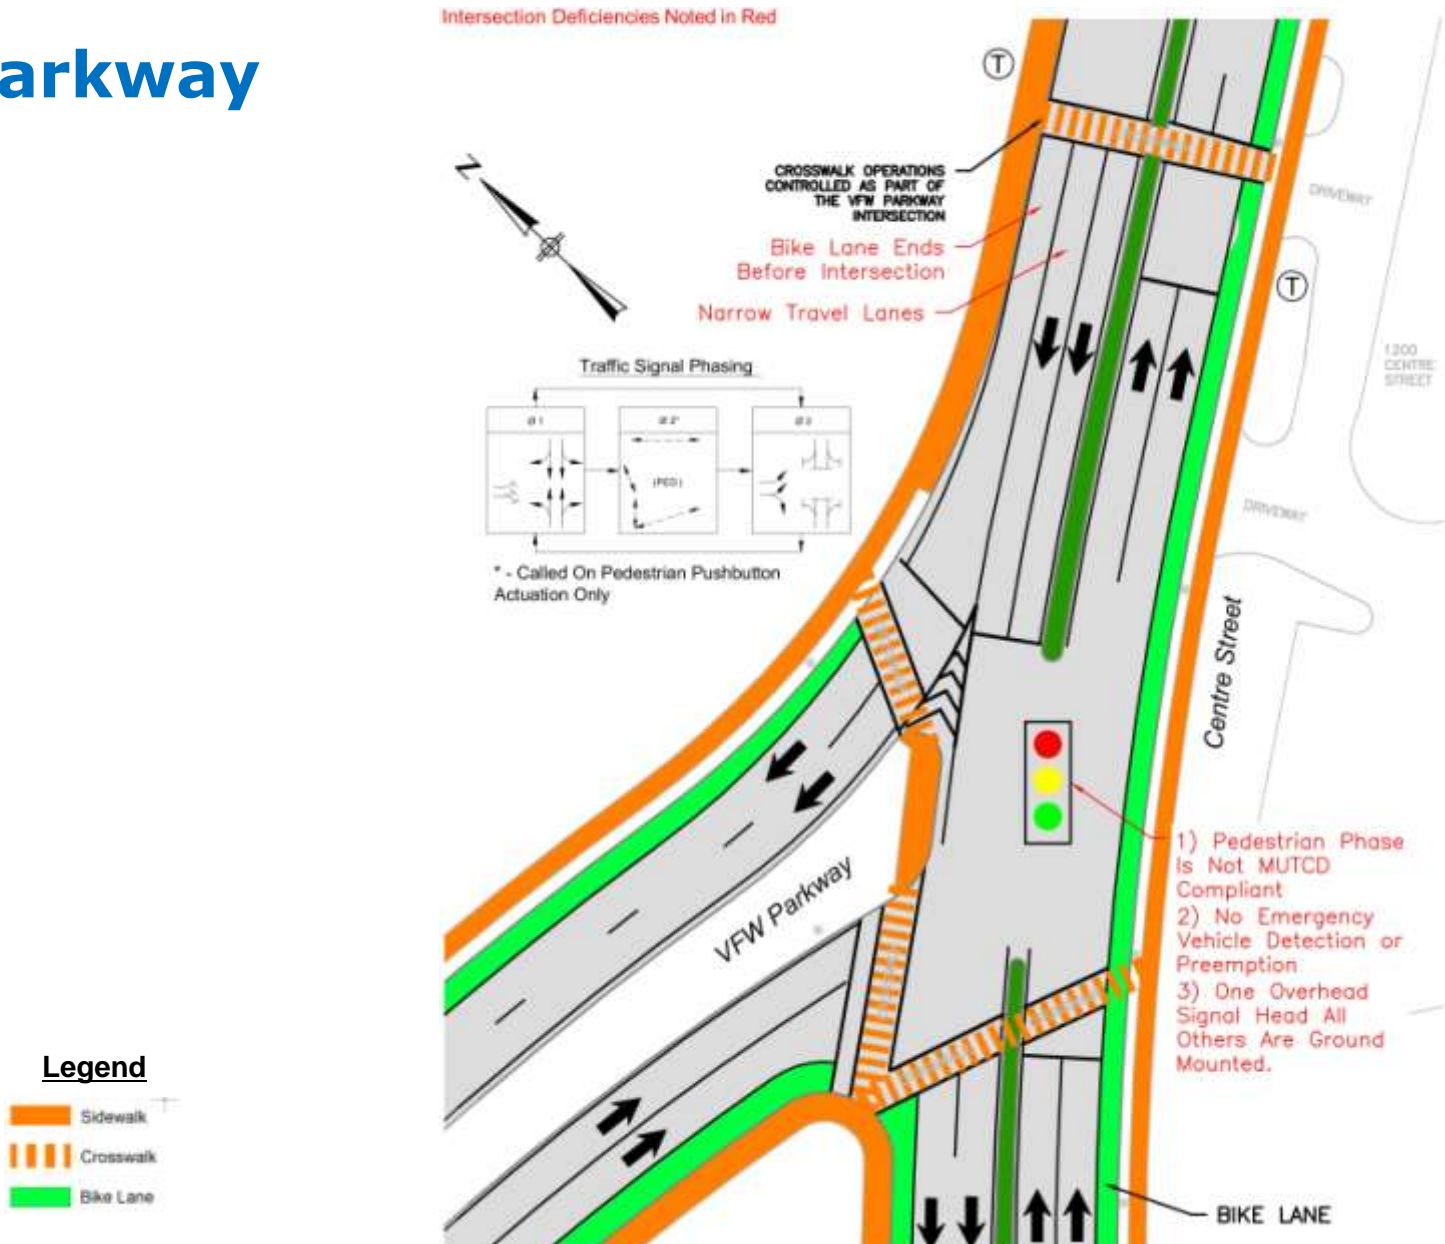 Intersection Deficiencies Noted in Red
arkway
T
N
CROSSWALK OPERATIONS
CONTROLLED AS PART OF
THE VFW PARKWAY
INTERSECTION
DRIVEWAY
Bike Lane Ends
Before Intersection
T
Narrow Travel Lanes
1200
CENTRE
STREET
Traffic Signal Phasing
Ø 1
Ø 2*
Ø 3
(PED)
DRIVEWAY
* - Called On Pedestrian Pushbutton
Actuation Only
Centre Street
1) Pedestrian Phase
Is Not MUTCD
Compliant
2) No Emergency
Vehicle Detection or
Preemption
3) One Overhead
Signal Head All
Others Are Ground
Mounted.
VFW Parkway
Legend
Sidewalk
Crosswalk
Bike Lane
BIKE LANE